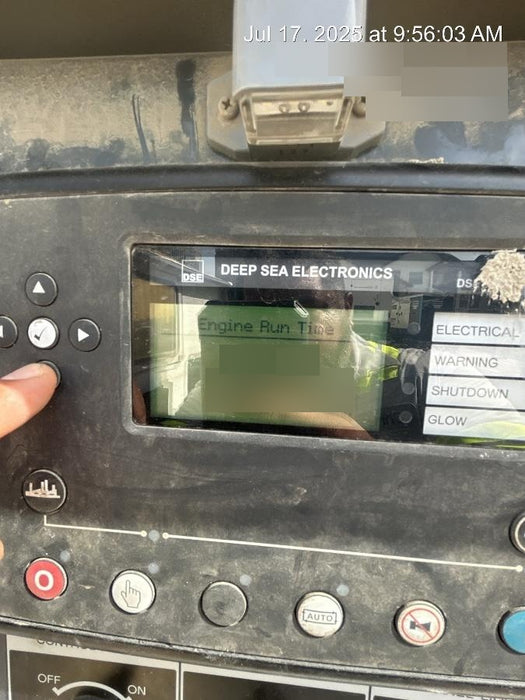 Jul 17, 2025 at 9:56:03 AM
DSE
DEEP SEA ELECTRONICS
Engine Run Time
ELECTRICAL
WARNING
SHUTDOWN
GLOW
O
AUTO
OFF
ON